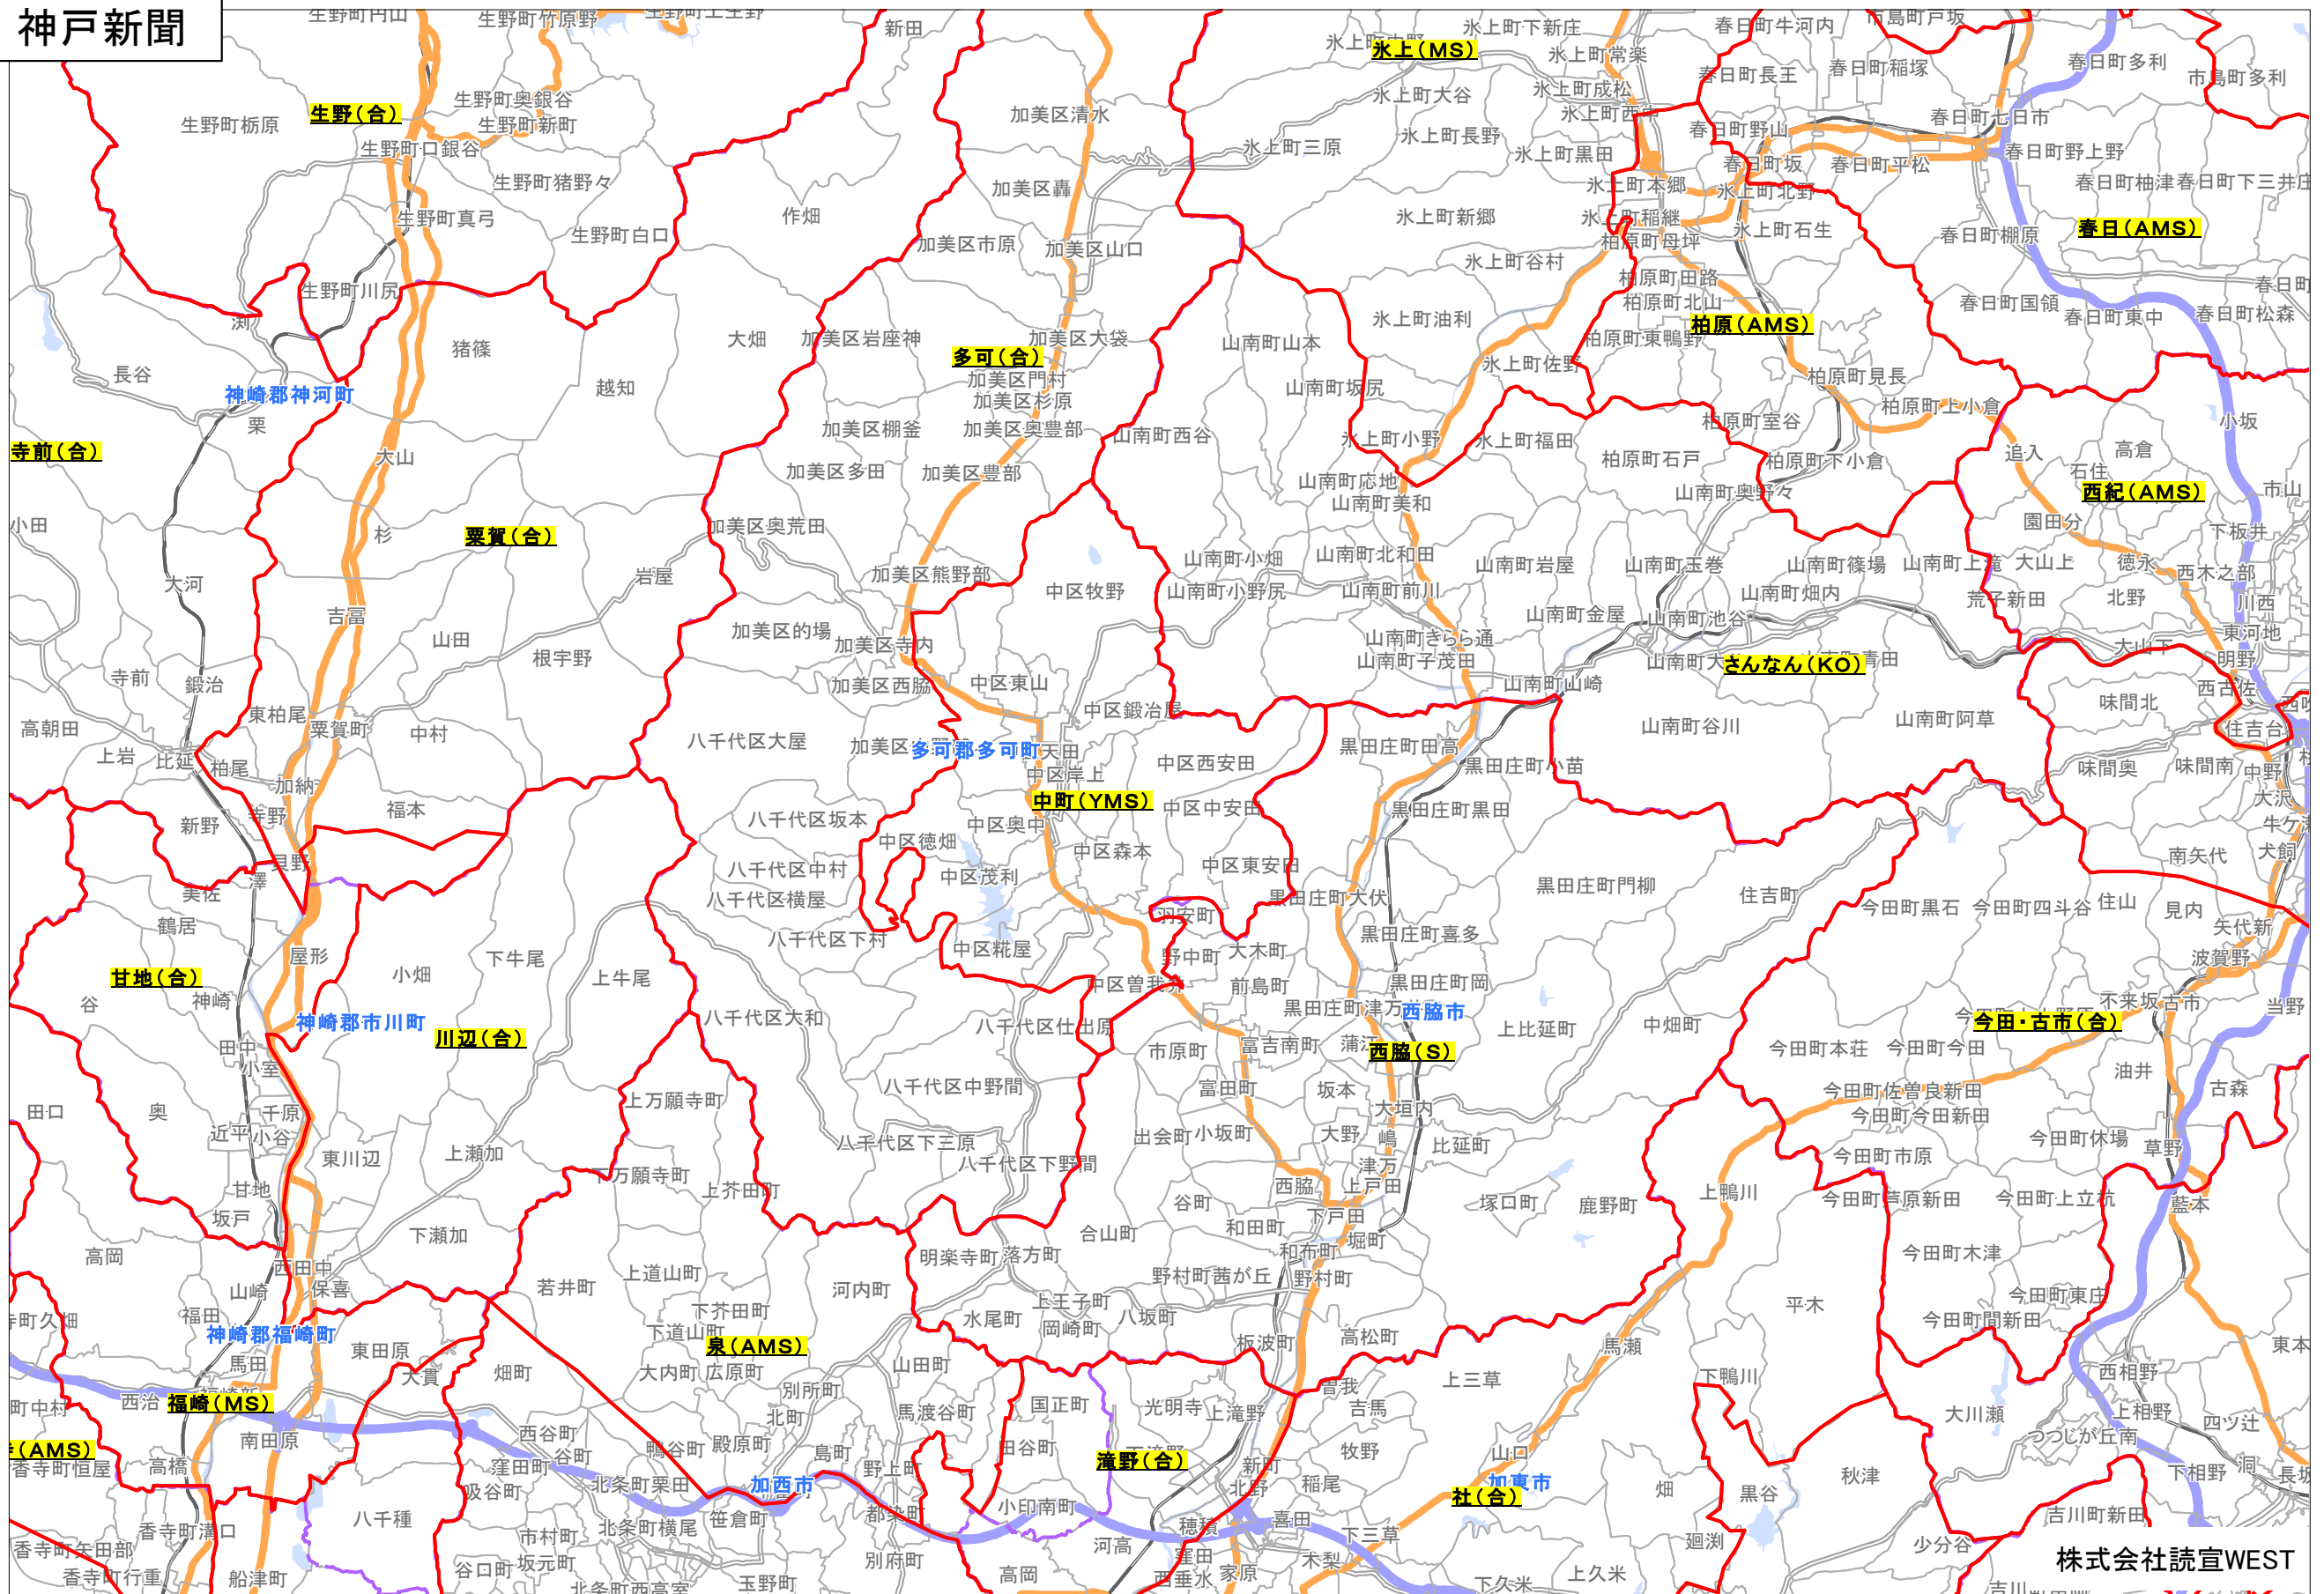 神戸新聞
生野町円山
生野町竹原野
生野町上生野
新田
氷上町下新庄
春日町牛河内
市島町戸坂
氷上(MS)
氷上町常楽
春日町長王
春日町稲塚
春日町多利
市島町多利
生野町栃原
生野(合)
生野町奥銀谷
生野町新町
加美区清水
氷上町大谷
氷上町成松
氷上町西中
春日町七日市
生野町口銀谷
氷上町三原
氷上町長野
氷上町黒田
春日町野山
春日町坂
春日町平松
春日町野上野
生野町猪野々
加美区轟
氷上町本郷
氷上町北野
春日町柚津
春日町下三井庄
生野町真弓
生野町白口
作畑
加美区市原
加美区山口
氷上町新郷
氷上町稲継
柏原町母坪
氷上町石生
春日町棚原
春日(AMS)
生野町川尻
氷上町谷村
柏原町田路
柏原町北山
春日町国領
春日町東中
春日町松森
春日町
渕
猪篠
大畑
加美区岩座神
多可(合)
加美区大袋
山南町山本
氷上町油利
柏原(AMS)
柏原町東鴨野
長谷
神崎郡神河町
越知
加美区門村
加美区杉原
山南町坂尻
氷上町佐野
柏原町見長
柏原町上小倉
小坂
粟
寺前(合)
大山
加美区棚釜
加美区奥豊部
山南町西谷
氷上町小野
氷上町福田
柏原町室谷
追入
高倉
加美区多田
加美区豊部
山南町応地
山南町美和
柏原町石戸
柏原町下小倉
石住
西紀(AMS)
市山
小田
杉
粟賀(合)
加美区奥荒田
山南町奥野々
園田分
下板井
大河
岩屋
加美区熊野部
中区牧野
山南町小畑
山南町小野尻
山南町北和田
山南町前川
山南町岩屋
山南町玉巻
山南町篠場
山南町上滝
大山上
徳永
西木之部
吉冨
山田
根宇野
加美区的場
加美区寺内
山南町きらら通
山南町子茂田
山南町金屋
山南町池谷
山南町畑内
荒子新田
北野
川西
東河地
寺前
鍛治
加美区西脇
中区東山
山南町山崎
さんなん(KO)
大山下
明野
高朝田
東柏尾
粟賀町
中村
中区鍛冶屋
山南町谷川
山南町阿草
味間北
西古佐
住吉台
上岩
比延
柏尾
八千代区大屋
多可郡多可町
天田
中区岸上
中区西安田
黒田庄町田高
黒田庄町小苗
味間奥
味間南
中野
加納
福本
中町(YMS)
中区中安田
黒田庄町黒田
大沢
新野
寺野
八千代区坂本
中区徳畑
中区奥中
中区森本
中区東安田
貝野
澤
美佐
八千代区中村
中区茂利
黒田庄町門柳
住吉町
南矢代
犬飼
鶴居
八千代区横屋
羽安町
黒田庄町大伏
今田町黒石
今田町四斗谷
住山
見内
矢代新
屋形
小畑
下牛尾
上牛尾
八千代区下村
中区糀屋
野中町
大木町
黒田庄町喜多
波賀野
甘地(合)
谷
神崎
中区曽我井
前島町
黒田庄町岡
神崎郡市川町
川辺(合)
八千代区大和
八千代区仕出原
黒田庄町津万
西脇市
上比延町
中畑町
今田・古市(合)
不来坂
古市
当野
田中
小室
市原町
富吉南町
蒲江
西脇(S)
今田町本荘
今田町今田
油井
古森
田口
奥
千原
近平
小谷
上万願寺町
八千代区中野間
富田町
坂本
大垣内
今田町佐曽良新田
今田町今田新田
東川辺
上瀬加
八千代区下三原
八千代区下野間
出会町
小坂町
大野
嶋
比延町
今田町市原
今田町休場
草野
甘地
坂戸
下万願寺町
上芥田町
谷町
西脇
津万
上戸田
塚口町
鹿野町
上鴨川
今田町芦原新田
今田町上立杭
藍本
高岡
下瀬加
合山町
和田町
下戸田
堀町
今田町木津
西田中
保喜
山崎
若井町
上道山町
河内町
明楽寺町
落方町
野村町茜が丘
和布町
野村町
平木
今田町東庄
今田町間新田
福田
神崎郡福崎町
東田原
下芥田町
下道山町
泉(AMS)
水尾町
上王子町
岡崎町
八坂町
板波町
高松町
馬瀬
東本
馬田
大貫
畑町
大内町
広原町
山田町
下鴨川
西相野
西治
福崎(MS)
別所町
北町
馬渡谷町
国正町
光明寺
上滝野
曽我
吉馬
上三草
大川瀬
上相野
四ツ辻
(AMS)
香寺町恒屋
南田原
高橋
西谷町
谷町
鴨谷町
殿原町
島町
田谷町
滝野(合)
牧野
山口
つつじが丘南
窪田町
吸谷町
北条町栗田
加西市
野上町
新町
北野
稲尾
社(合)
加東市
畑
黒谷
秋津
下相野
洞
八千種
香寺町溝口
市村町
北条町横尾
笹倉町
都染町
小印南町
穂積
喜田
下三草
吉川町新田
香寺町矢田部
香寺町行重
船津町
谷口町
坂元町
玉野町
別府町
高岡
河高
窪田
西垂水
家原
木梨
下久米
上久米
廻渕
少分谷
株式会社読宣WEST